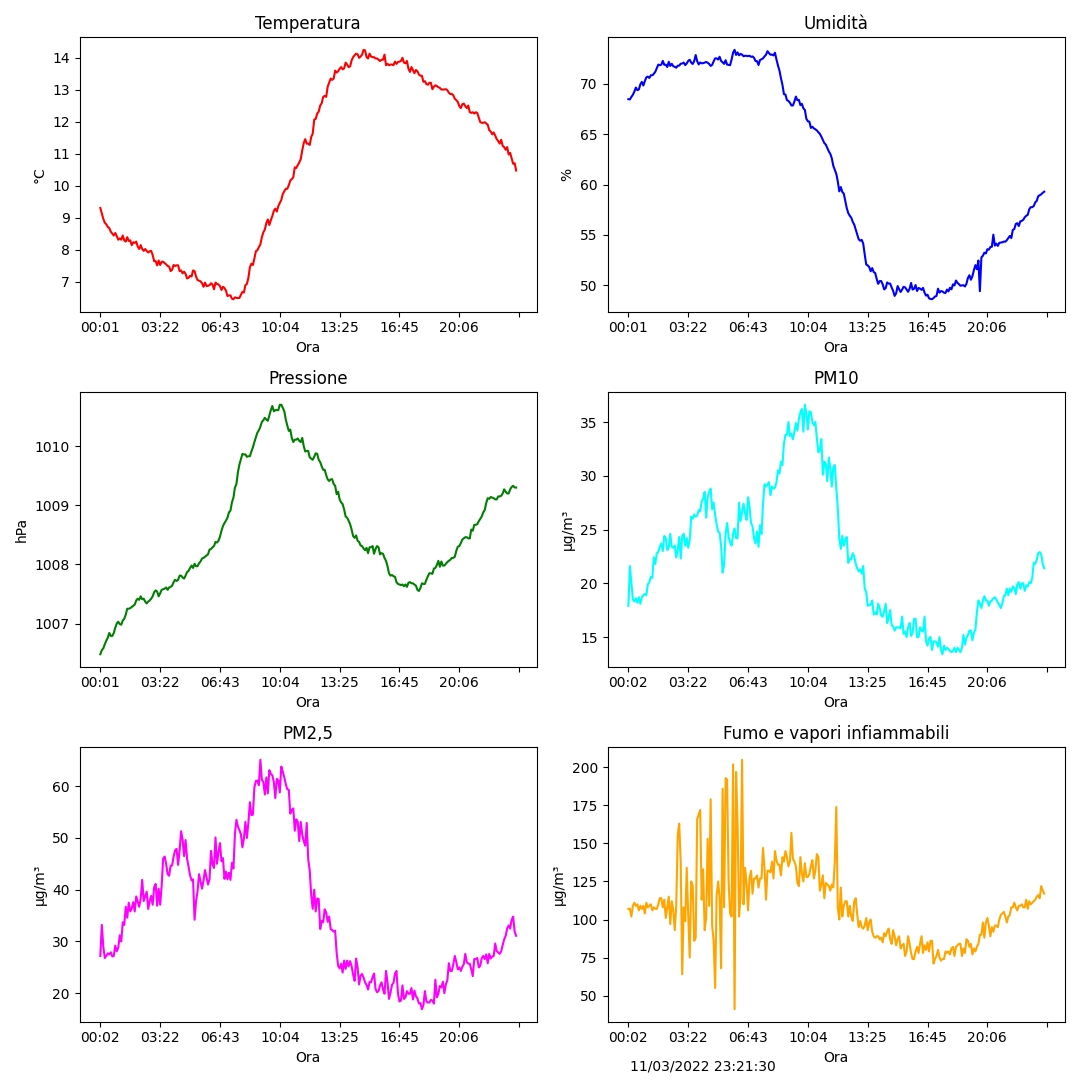 Temperatura
14
13
12
11
10
9
8
7
°C
00:01 03:22 06:43 10:04 13:25 16:45 20:06
Ora
Umidità
70
65
60
55
50
%
00:01 03:22 06:43 10:04 13:25 16:45 20:06
Ora
Pressione
1010
1009
1008
1007
hPa
00:01 03:22 06:43 10:04 13:25 16:45 20:06
Ora
PM10
35
30
25
20
15
µg/m³
00:02 03:22 06:43 10:04 13:25 16:45 20:06
Ora
PM2,5
60
50
40
30
20
µg/m³
00:02 03:22 06:43 10:04 13:25 16:45 20:06
Ora
Fumo e vapori infiammabili
200
175
150
125
100
75
50
µg/m³
00:02 03:22 06:43 10:04 13:25 16:45 20:06
Ora
11/03/2022 23:21:30